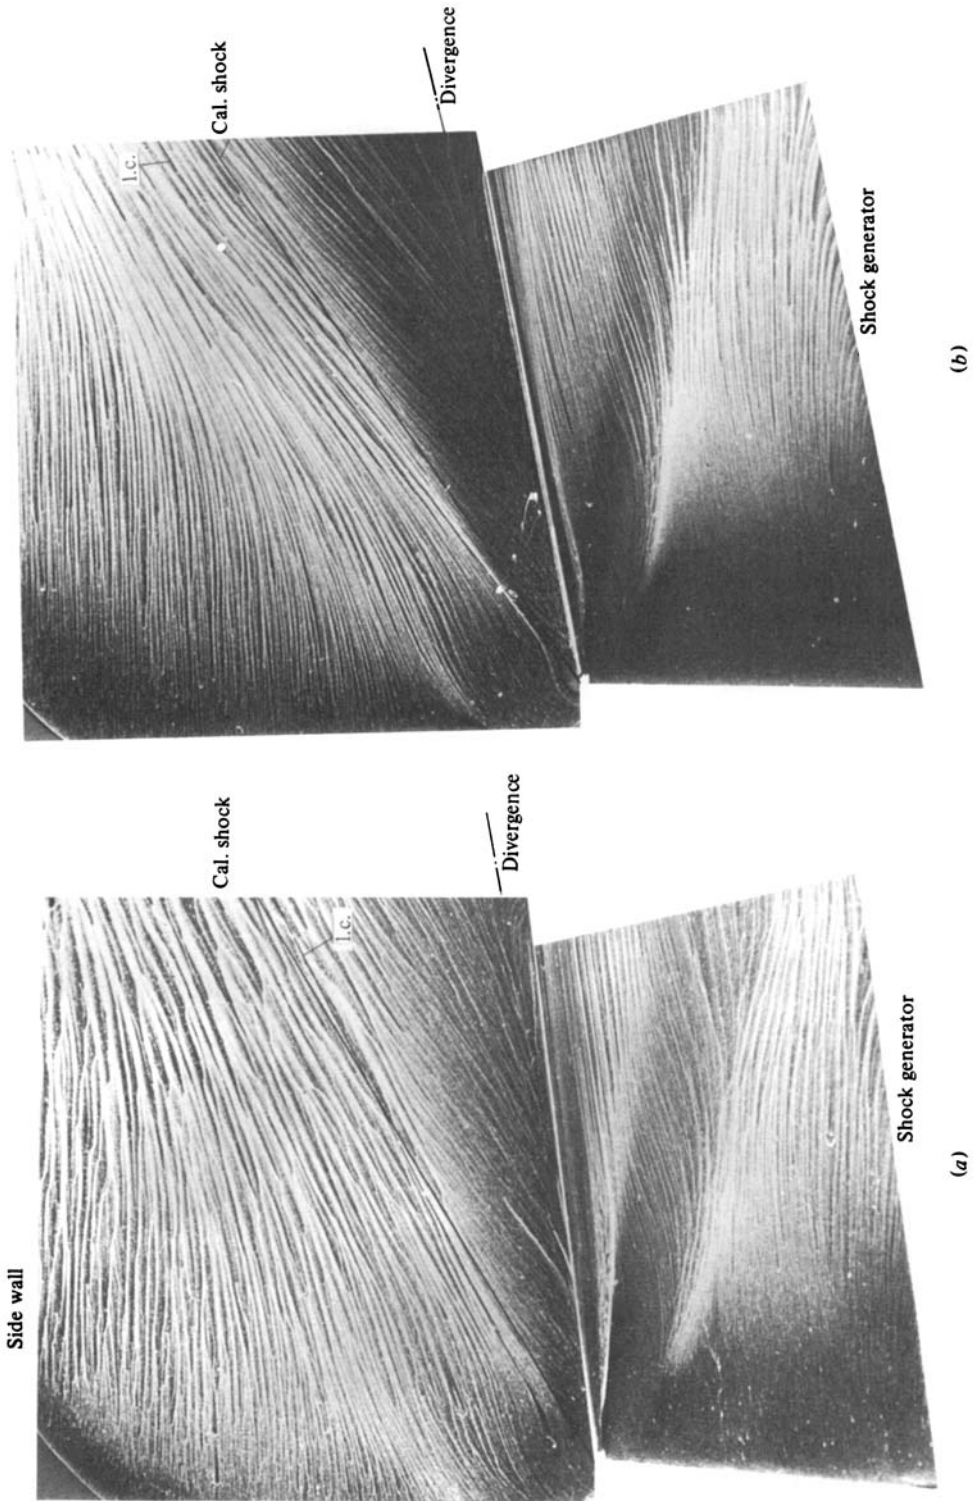 Side wall
Cal. shock
l.c.
Divergence
Shock generator
(a)
l.c.
Cal. shock
Divergence
Shock generator
(b)